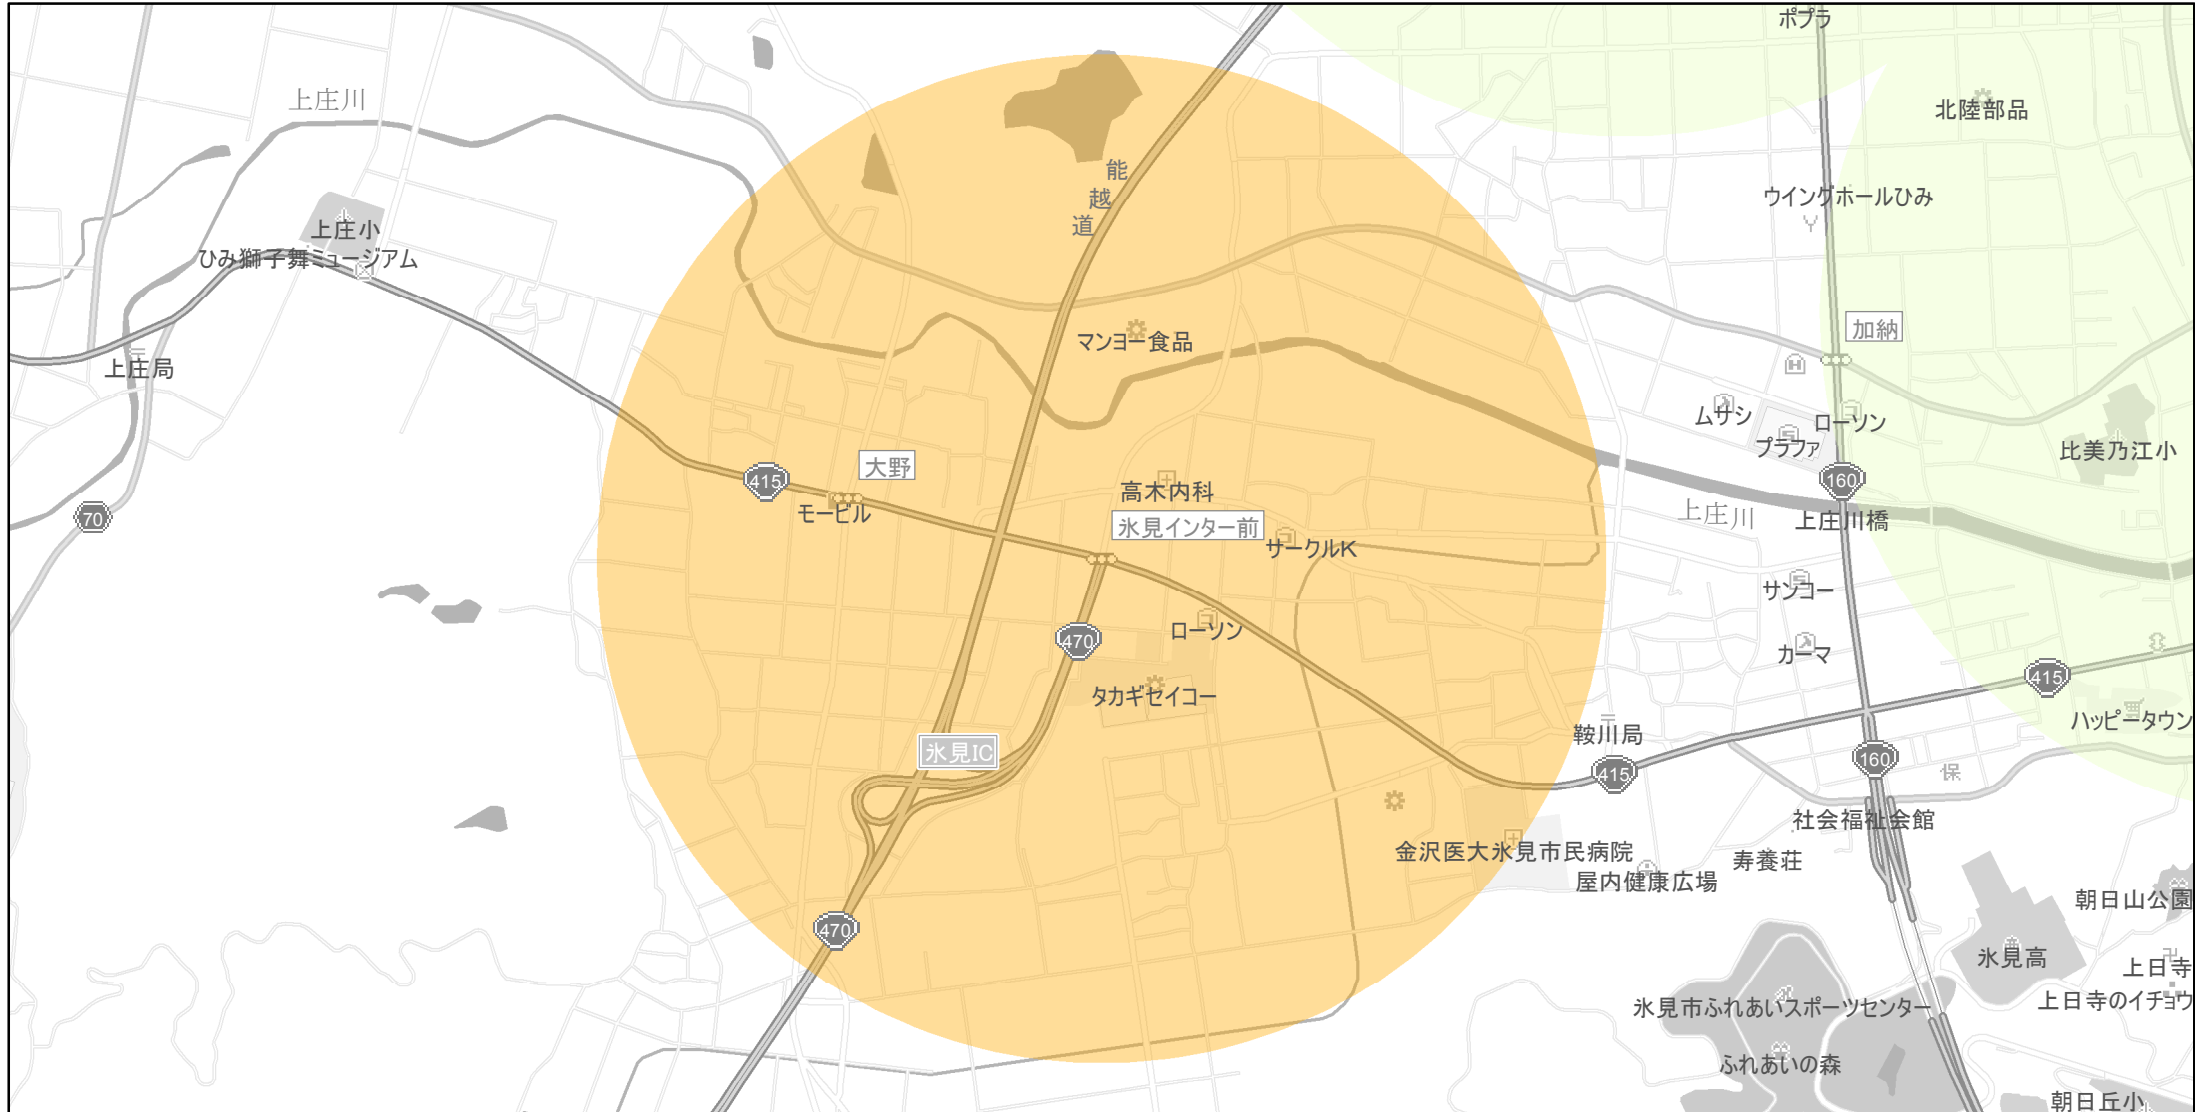 ポプラ
上庄川
北陸部品
能越道
ウイングホールひみ
上庄小
ひみ獅子舞ミュージアム
加納
マンヨー食品
上庄局
ムサシ
ローソン
プラファ
比美乃江小
大野
415
160
高木内科
モービル
上庄川
70
氷見インター前
上庄川橋
サークルK
サンコー
ローソン
470
カーマ
415
タカギセイコー
ハッピータウン
鞍川局
氷見IC
160
415
保
社会福祉会館
金沢医大氷見市民病院
寿養荘
屋内健康広場
朝日山公園
470
氷見高
上日寺
上日寺のイチョウ
氷見市ふれあいスポーツセンター
ふれあいの森
朝日丘小